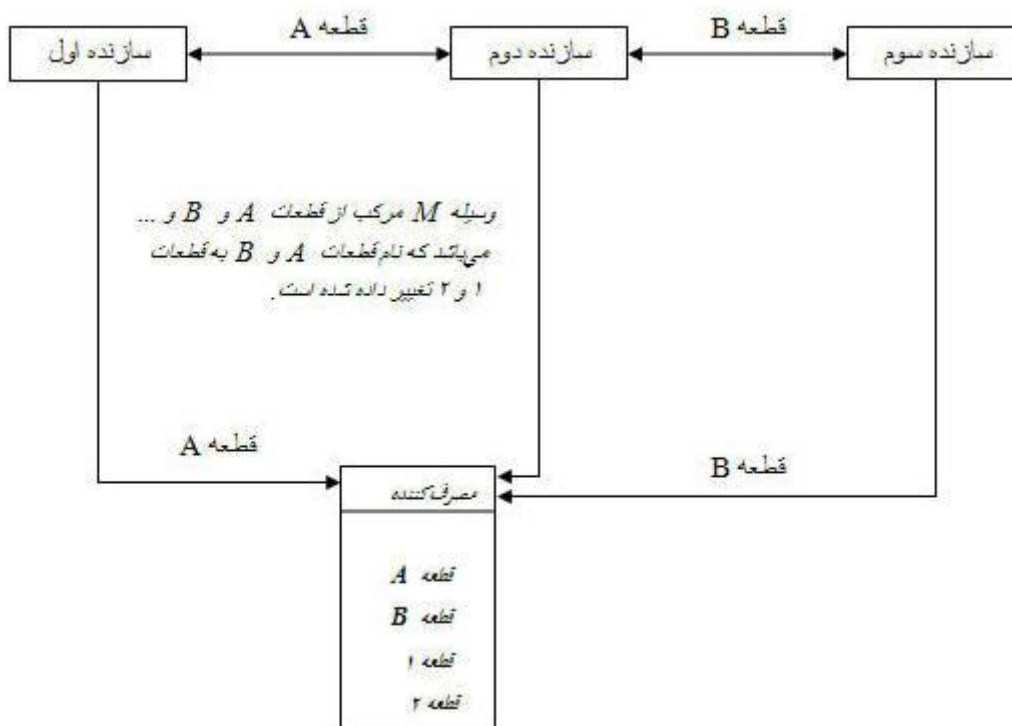 قطعه A
قطعه B
سازنده اول
سازنده دوم
سازنده سوم
وسیله M مرکب از قطعات A و B و ...
می‌باشد که نام قطعات A و B به قطعات
۱ و ۲ تغییر داده شده است.
قطعه A
قطعه B
مصرف‌کننده
قطعه A
قطعه B
قطعه ۱
قطعه ۲